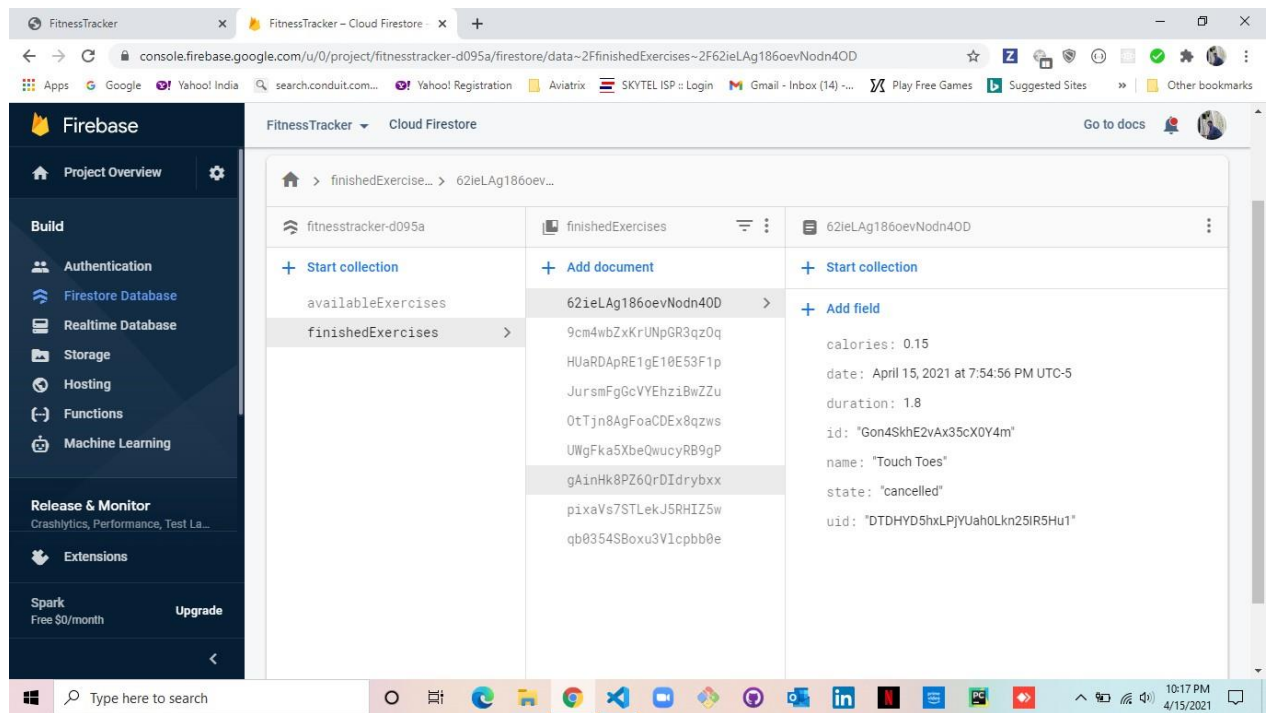 FitnessTracker
FitnessTracker – Cloud Firestore -
console.firebase.google.com/u/0/project/fitnesstracker-d095a/firestore/data~2FfinishedExercises~2F62ieLAg186oevNodn4OD
Apps Google Yahoo! India search.conduit.com... Yahoo! Registration Aviatrix SKYTEL ISP :: Login Gmail - Inbox (14) -... Play Free Games Suggested Sites » Other bookmarks
Firebase
FitnessTracker Cloud Firestore
Go to docs
Project Overview
Build
Authentication
Firestore Database
Realtime Database
Storage
Hosting
Functions
Machine Learning
Release & Monitor
Crashlytics, Performance, Test La...
Extensions
Spark
Free $0/month
Upgrade
> finishedExercise... > 62ieLAg186oev...
fitnesstracker-d095a
+ Start collection
availableExercises
finishedExercises
finishedExercises
+ Add document
62ieLAg186oevNodn4OD
9cm4wbZxKrUNpGR3qzOq
HUaRDApRE1gE10E53F1p
JursmFgGcVYEhziBwZZu
OtTjn8AgFoaCDEx8qzws
UWgFka5XbeQwucyRB9gP
gAinHk8PZ6QrDIdrybxx
pixaVs7STLekJ5RHIZ5w
qb0354SBoxu3Vlcpbb0e
62ieLAg186oevNodn4OD
+ Start collection
+ Add field
calories: 0.15
date: April 15, 2021 at 7:54:56 PM UTC-5
duration: 1.8
id: "Gon4SkhE2vAx35cX0Y4m"
name: "Touch Toes"
state: "cancelled"
uid: "DTDHYD5hxLPjYUah0Lkn25IR5Hu1"
Type here to search
10:17 PM
4/15/2021